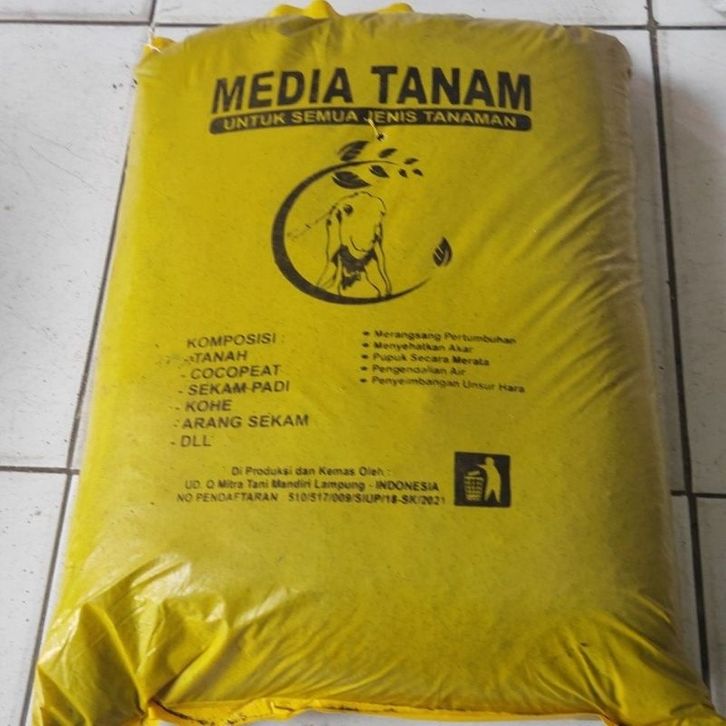 MEDIA TANAM
UNTUK SEMUA JENIS TANAMAN
KOMPOSISI :
- TANAH
- COCOPEAT
- SEKAM PADI
- KOHE
- ARANG SEKAM
- DLL
Merangsang Pertumbuhan
Menyehatkan Akar
Pupuk Secara Merata
Pengendalian Air
Penyeimbangan Unsur Hara
Di Produksi dan Kemas Oleh :
UD. Q Mitra Tani Mandiri Lampung - INDONESIA
NO PENDAFTARAN 510/517/009/SIUP/18-SK/2021